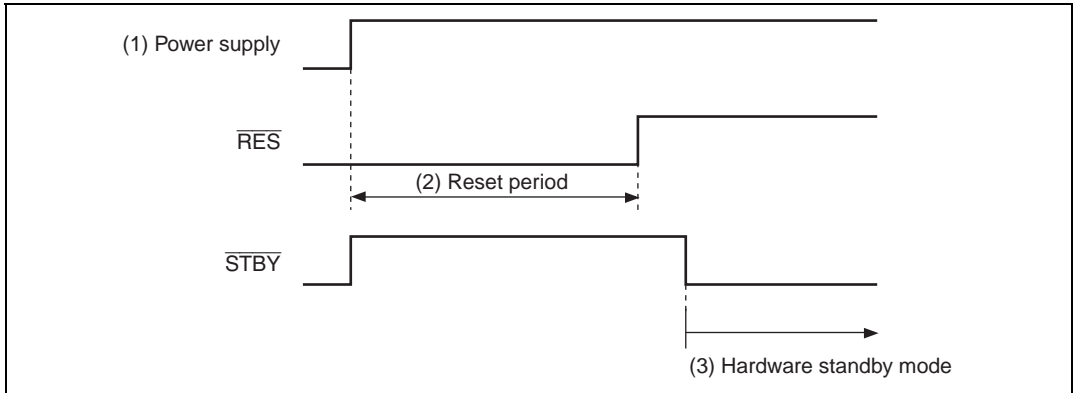 (1) Power supply
RES
(2) Reset period
STBY
(3) Hardware standby mode